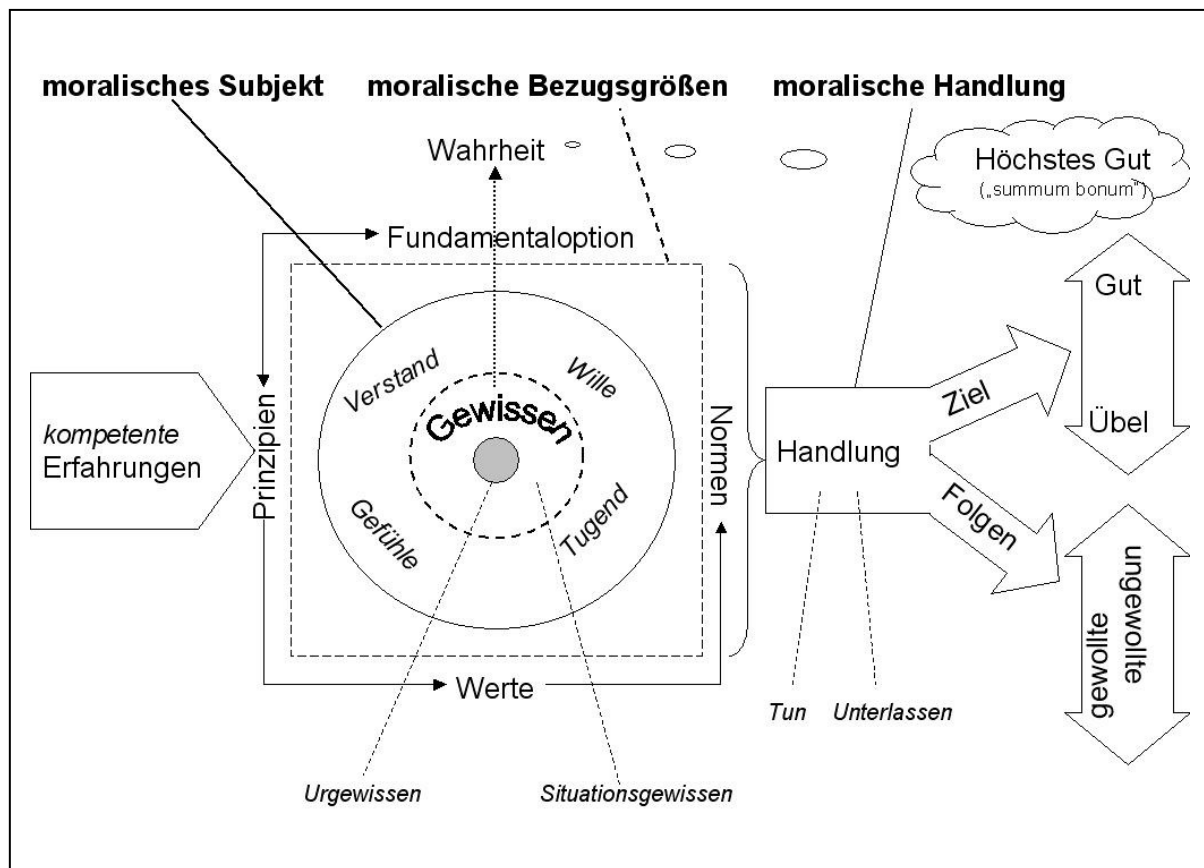 moralisches Subjekt
moralische Bezugsgrößen
moralische Handlung
Wahrheit
Höchstes Gut
(„summum bonum“)
Fundamentaloption
Gut
Verstand
Wille
Gewissen
Ziel
kompetente
Erfahrungen
Prinzipien
Normen
Handlung
Übel
Gefühle
Tugend
Folgen
gewollte
ungewollte
Werte
Tun
Unterlassen
Urgewissen
Situationsgewissen